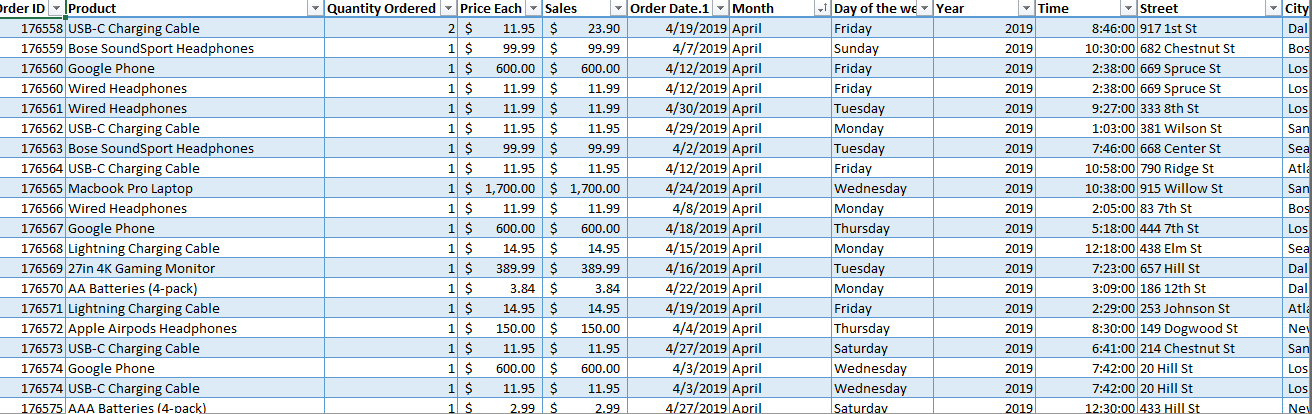 rder ID Product Quantity Ordered Price Each Sales Order Date.1 Month Day of the we Year Time Street City
176558 USB-C Charging Cable 2 $ 11.95 $ 23.90 4/19/2019 April Friday 2019 8:46:00 917 1st St Dal
176559 Bose SoundSport Headphones 1 $ 99.99 $ 99.99 4/7/2019 April Sunday 2019 10:30:00 682 Chestnut St Bos
176560 Google Phone 1 $ 600.00 $ 600.00 4/12/2019 April Friday 2019 2:38:00 669 Spruce St Los
176560 Wired Headphones 1 $ 11.99 $ 11.99 4/12/2019 April Friday 2019 2:38:00 669 Spruce St Los
176561 Wired Headphones 1 $ 11.99 $ 11.99 4/30/2019 April Tuesday 2019 9:27:00 333 8th St Los
176562 USB-C Charging Cable 1 $ 11.95 $ 11.95 4/29/2019 April Monday 2019 1:03:00 381 Wilson St San
176563 Bose SoundSport Headphones 1 $ 99.99 $ 99.99 4/2/2019 April Tuesday 2019 7:46:00 668 Center St Sea
176564 USB-C Charging Cable 1 $ 11.95 $ 11.95 4/12/2019 April Friday 2019 10:58:00 790 Ridge St Atla
176565 Macbook Pro Laptop 1 $ 1,700.00 $ 1,700.00 4/24/2019 April Wednesday 2019 10:38:00 915 Willow St San
176566 Wired Headphones 1 $ 11.99 $ 11.99 4/8/2019 April Monday 2019 2:05:00 83 7th St Bos
176567 Google Phone 1 $ 600.00 $ 600.00 4/18/2019 April Thursday 2019 5:18:00 444 7th St Los
176568 Lightning Charging Cable 1 $ 14.95 $ 14.95 4/15/2019 April Monday 2019 12:18:00 438 Elm St Sea
176569 27in 4K Gaming Monitor 1 $ 389.99 $ 389.99 4/16/2019 April Tuesday 2019 7:23:00 657 Hill St Dal
176570 AA Batteries (4-pack) 1 $ 3.84 $ 3.84 4/22/2019 April Monday 2019 3:09:00 186 12th St Dal
176571 Lightning Charging Cable 1 $ 14.95 $ 14.95 4/19/2019 April Friday 2019 2:29:00 253 Johnson St Atla
176572 Apple Airpods Headphones 1 $ 150.00 $ 150.00 4/4/2019 April Thursday 2019 8:30:00 149 Dogwood St New
176573 USB-C Charging Cable 1 $ 11.95 $ 11.95 4/27/2019 April Saturday 2019 6:41:00 214 Chestnut St San
176574 Google Phone 1 $ 600.00 $ 600.00 4/3/2019 April Wednesday 2019 7:42:00 20 Hill St Los
176574 USB-C Charging Cable 1 $ 11.95 $ 11.95 4/3/2019 April Wednesday 2019 7:42:00 20 Hill St Los
176575 AAA Batteries (4-pack) 1 $ 2.99 $ 2.99 4/27/2019 April Saturday 2019 12:30:00 433 Hill St New